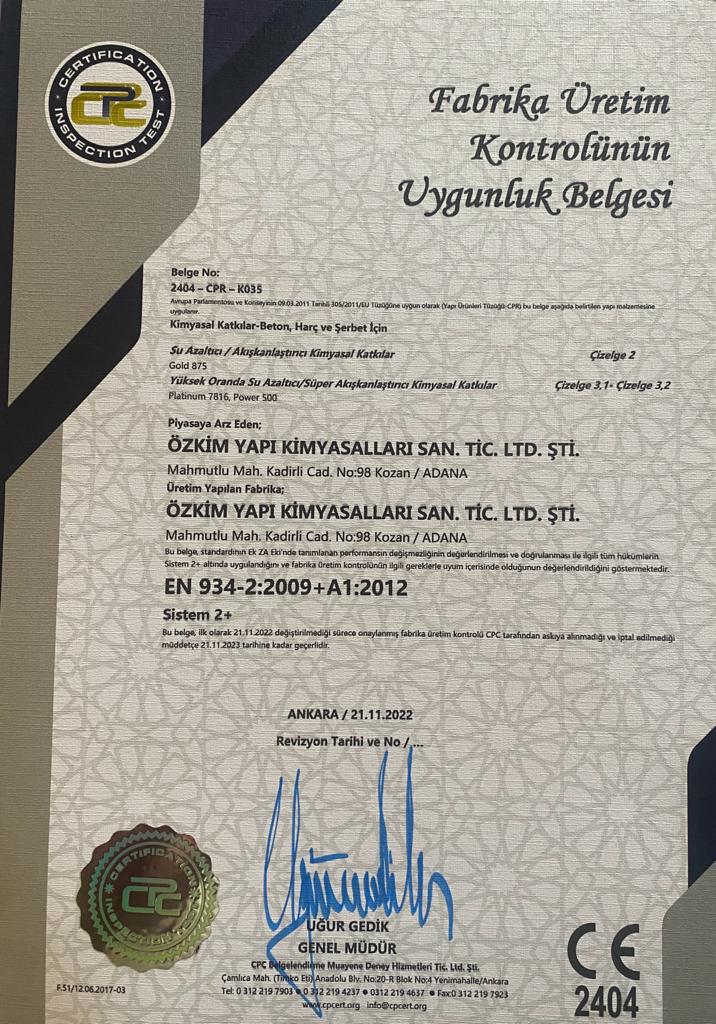 CERTIFICATION
CPC
INSPECTION TEST
Fabrika Üretim
Kontrolünün
Uygunluk Belgesi
Belge No:
2404 – CPR – K035
Avrupa Parlamentosu ve Konseyinin 09.03.2011 Tarihli 305/2011/EU Tüzüğüne uygun olarak (Yapı Ürünleri Tüzüğü-CPR) bu belge aşağıda belirtilen yapı malzemesine
uygulanır.
Kimyasal Katkılar-Beton, Harç ve Şerbet İçin
Su Azaltıcı / Akışkanlaştırıcı Kimyasal Katkılar Çizelge 2
Gold 875
Yüksek Oranda Su Azaltıcı/Süper Akışkanlaştırıcı Kimyasal Katkılar Çizelge 3,1- Çizelge 3,2
Platinum 7816, Power 500
Piyasaya Arz Eden;
ÖZKİM YAPI KİMYASALLARI SAN. TİC. LTD. ŞTİ.
Mahmutlu Mah. Kadirli Cad. No:98 Kozan / ADANA
Üretim Yapılan Fabrika;
ÖZKİM YAPI KİMYASALLARI SAN. TİC. LTD. ŞTİ.
Mahmutlu Mah. Kadirli Cad. No:98 Kozan / ADANA
Bu belge, standardının Ek ZA Eki'nde tanımlanan performansın değişmezliğinin değerlendirilmesi ve doğrulanması ile ilgili tüm hükümlerin
Sistem 2+ altında uygulandığını ve fabrika üretim kontrolünün ilgili gereklerle uyum içerisinde olduğunun değerlendirildiğini göstermektedir.
EN 934-2:2009+A1:2012
Sistem 2+
Bu belge, ilk olarak 21.11.2022 değiştirilmediği sürece onaylanmış fabrika üretim kontrolü CPC tarafından askıya alınmadığı ve iptal edilmediği
müddetçe 21.11.2023 tarihine kadar geçerlidir.
ANKARA / 21.11.2022
Revizyon Tarihi ve No /....
CERTIFICATION
CPC
INSPECTION TEST
UĞUR GEDİK
GENEL MÜDÜR
CPC Belgelendirme Muayene Deney Hizmetleri Tic. Ltd. Şti.
Çamlıca Mah. (Timko Eti) Anadolu Blv. No:20-R Blok No:4 Yenimahalle/Ankara
Tel: 0 312 219 7903 ● 0 312 219 4237 ● 0312 219 4637 ● Fax:0 312 219 7923
www.cpcert.org info@cpcert.org
F.51/12.06.2017-03
CE
2404